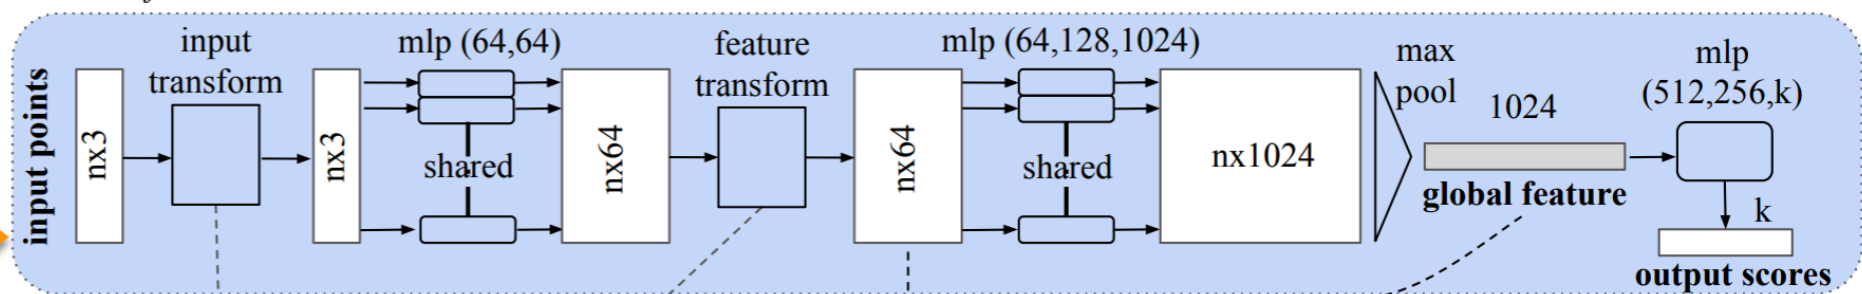 input points
nx3
input
transform
nx3
mlp (64,64)
shared
nx64
feature
transform
nx64
mlp (64,128,1024)
shared
nx1024
max
pool
1024
global feature
mlp
(512,256,k)
k
output scores